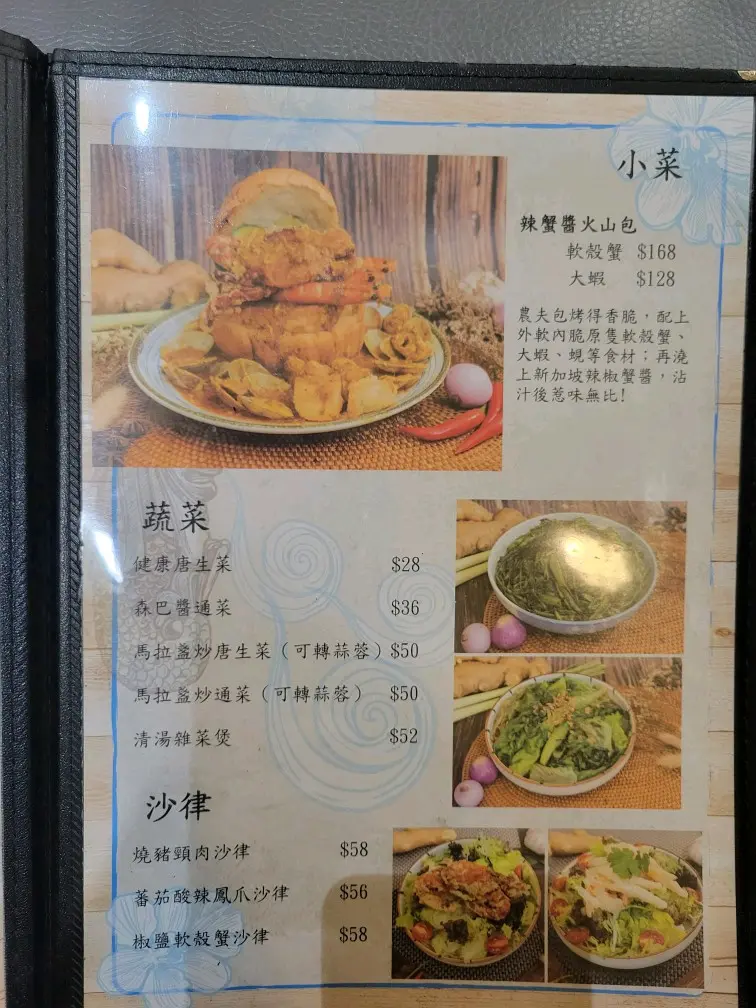 小菜
辣蟹醬火山包
軟殼蟹 $168
大蝦 $128
農夫包烤得香脆，配上
外軟內脆原隻軟殼蟹、
大蝦、蜆等食材；再澆
上新加坡辣椒蟹醬，沾
汁後惹味無比！
蔬菜
健康唐生菜 $28
森巴醬通菜 $36
馬拉盞炒唐生菜（可轉蒜蓉）$50
馬拉盞炒通菜（可轉蒜蓉） $50
清湯雜菜煲 $52
沙律
燒豬頸肉沙律 $58
蕃茄酸辣鳳爪沙律 $56
椒鹽軟殼蟹沙律 $58